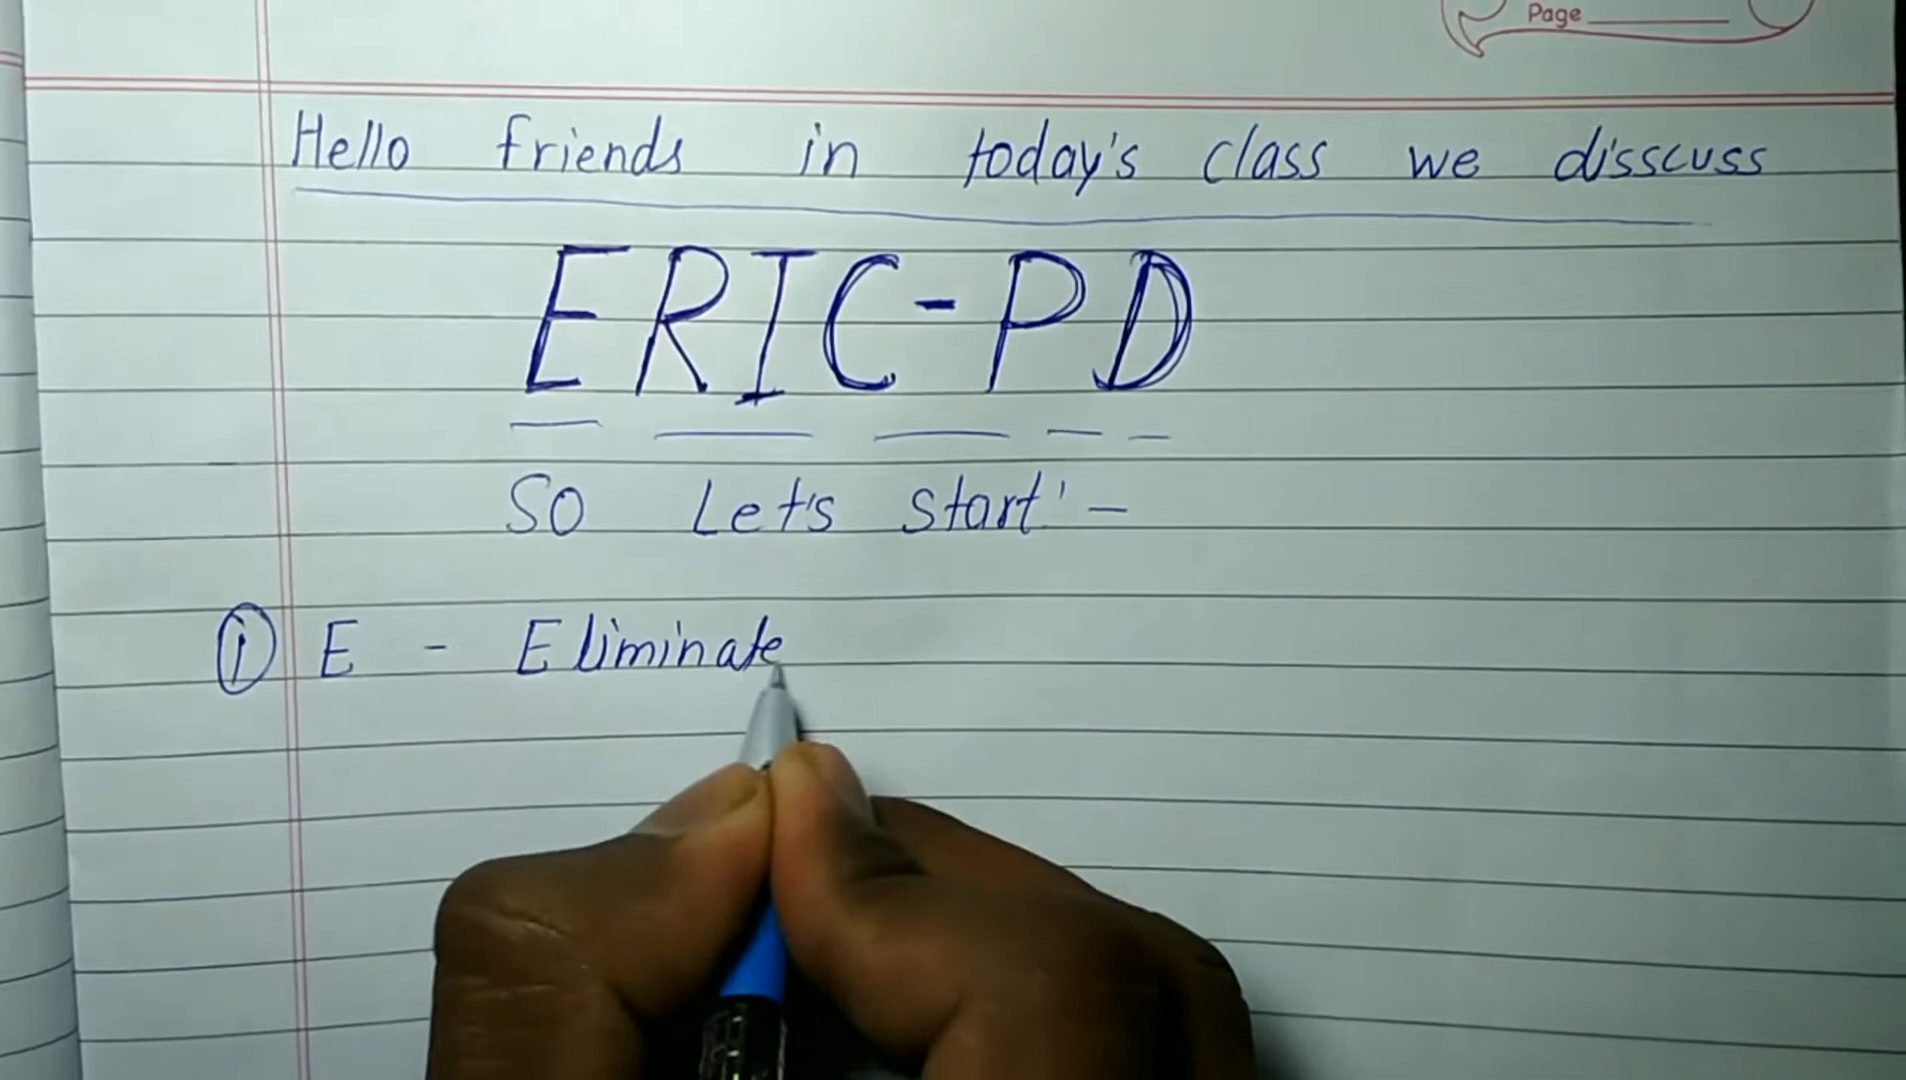 Page
Hello friends in today's class we disscuss
ERIC-PD
SO Let's start :-
① E - Eliminate